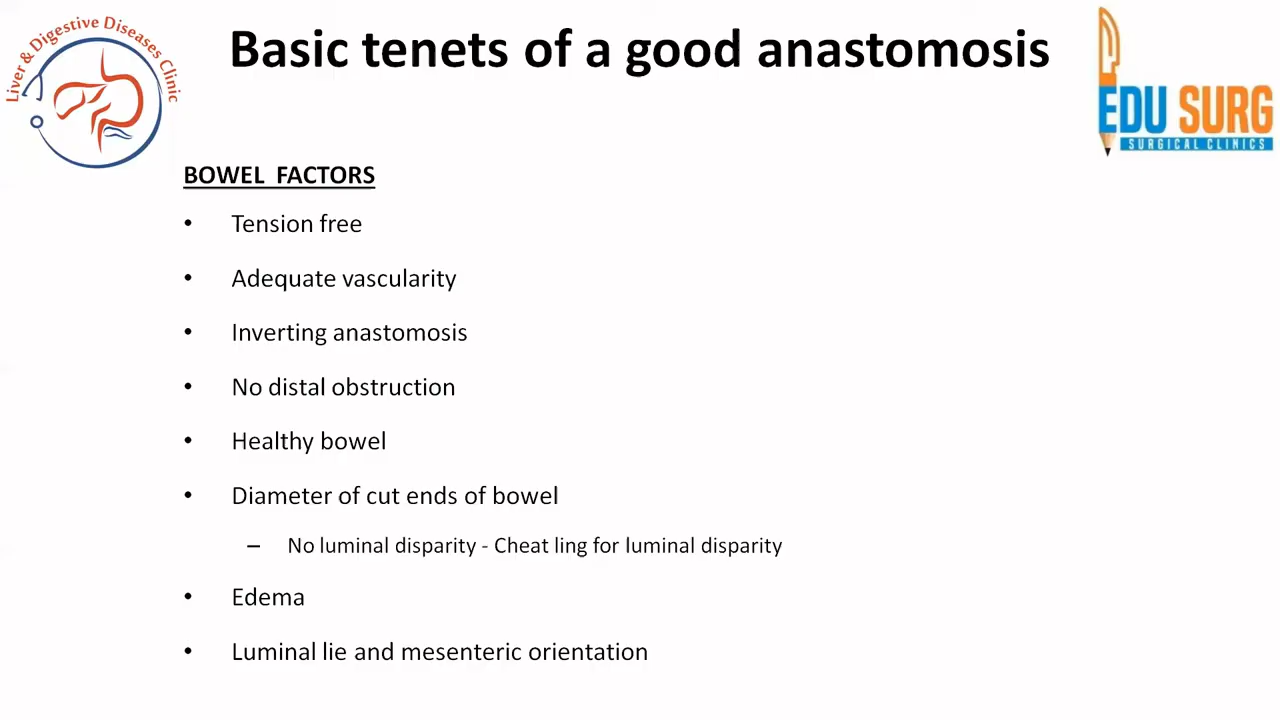 Liver & Digestive Diseases Clinic
Basic tenets of a good anastomosis
EDU SURG
SURGICAL CLINICS
BOWEL FACTORS
• Tension free
• Adequate vascularity
• Inverting anastomosis
• No distal obstruction
• Healthy bowel
• Diameter of cut ends of bowel
– No luminal disparity - Cheat ling for luminal disparity
• Edema
• Luminal lie and mesenteric orientation